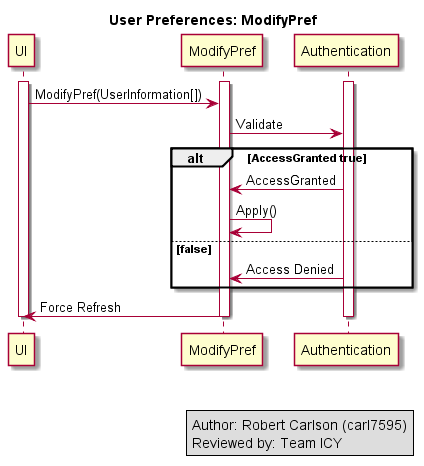 User Preferences: ModifyPref
UI
ModifyPref
Authentication
ModifyPref(UserInformation[])
Validate
alt
[AccessGranted true]
AccessGranted
Apply()
[false]
Access Denied
Force Refresh
UI
ModifyPref
Authentication
Author: Robert Carlson (carl7595)
Reviewed by: Team ICY